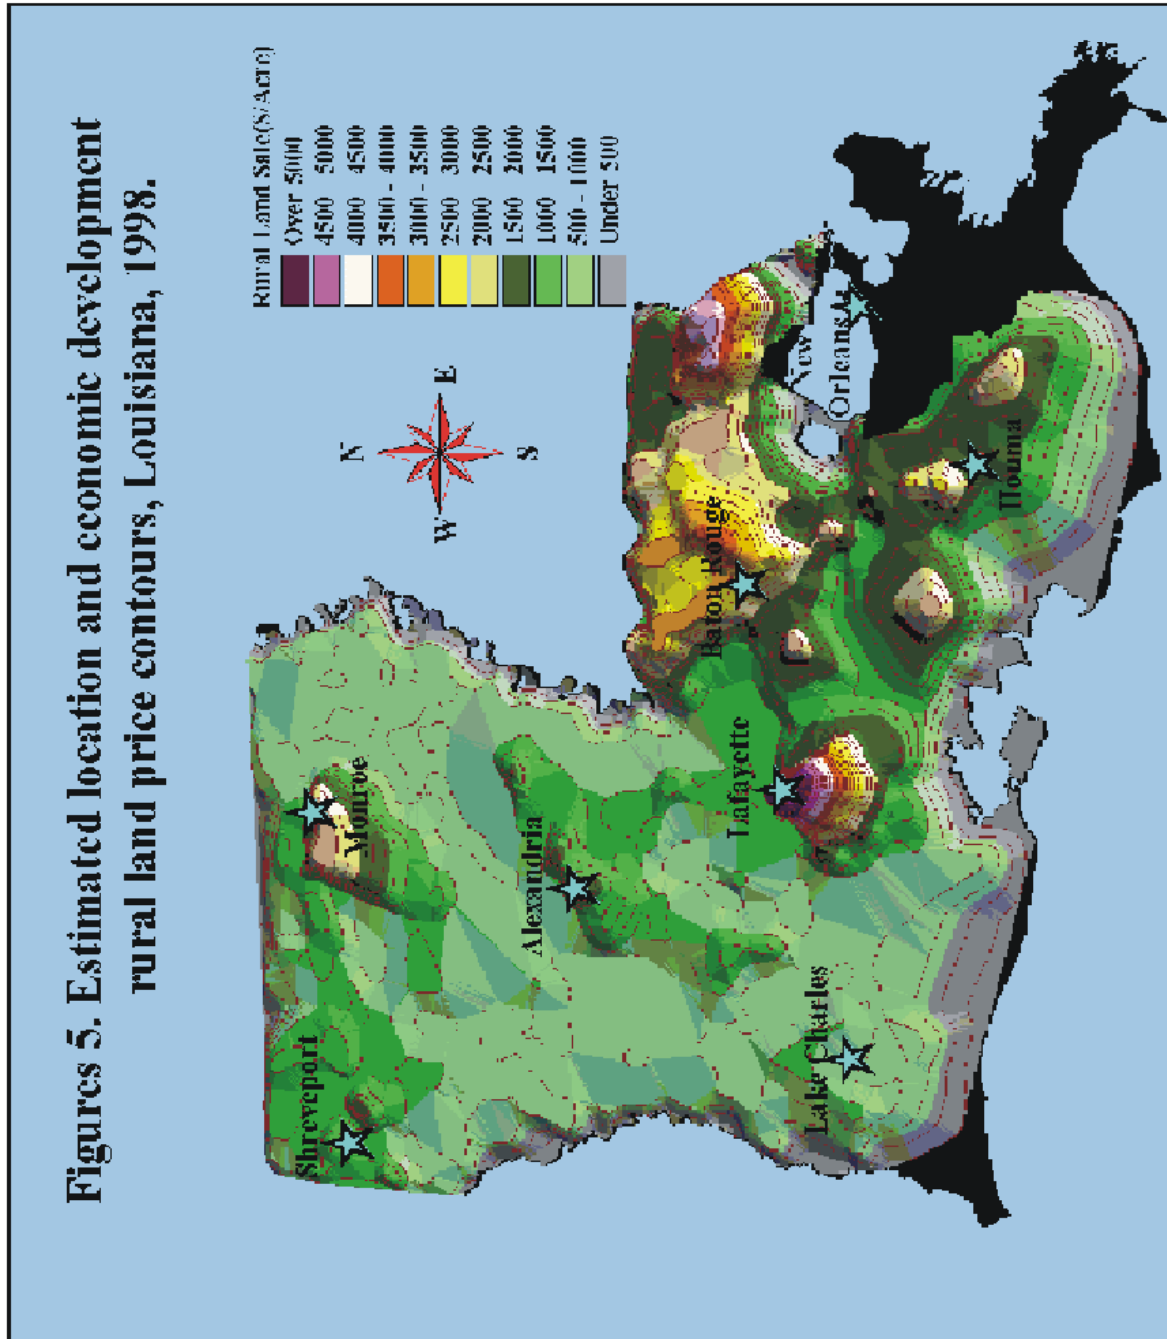 Figures 5. Estimated location and economic development
rural land price contours, Louisiana, 1998.
N
W
E
S
Rural Land Sale($/Acre)
Over 5000
4500 5000
4000 4500
3500 - 4000
3000 - 3500
2500 3000
2000 2500
1500 2000
1000 1500
500 - 1000
Under 500
Shreveport
Monroe
Alexandria
Lake Charles
Lafayette
Baton Rouge
New
Orleans
Houma